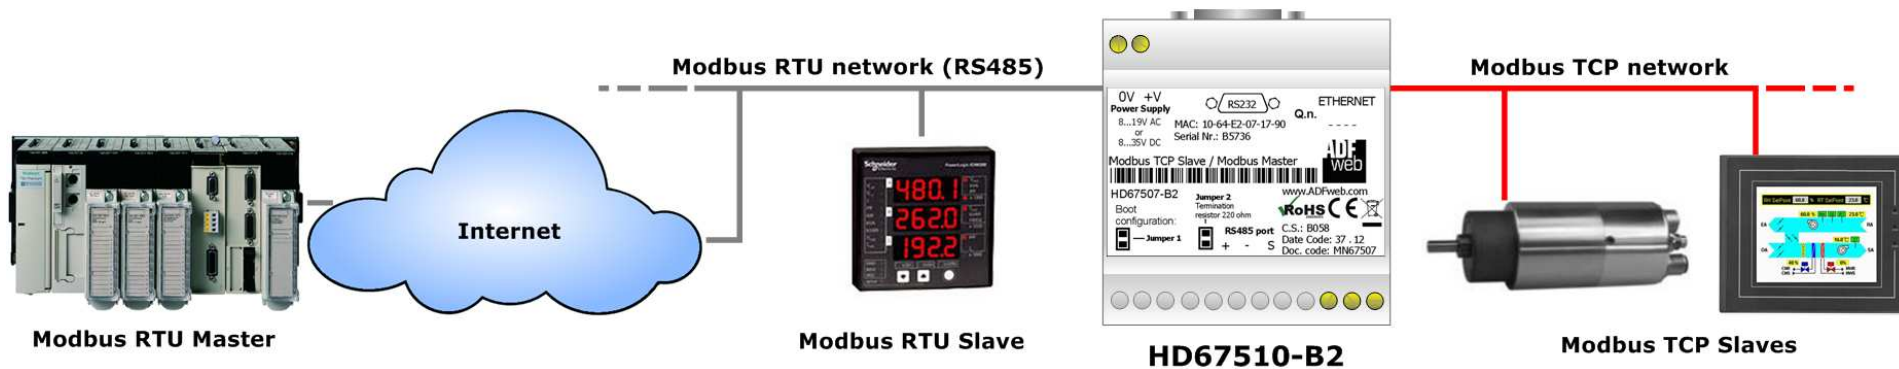 Modbus RTU Master
Internet
Modbus RTU network (RS485)
Schneider
480.1
262.0
192.2
Modbus RTU Slave
0V +V
Power Supply
8...19V AC
or
8...35V DC
RS232
ETHERNET
Q.n.
- - - -
MAC: 10-64-E2-07-17-90
Serial Nr.: B5736
ADF
web
Modbus TCP Slave / Modbus Master
HD67507-B2
www.ADFweb.com
Boot
configuration:
Jumper 1
Jumper 2
Termination
resistor 220 ohm
RoHS CE
RS485 port
+ - S
C.S.: B058
Date Code: 37 . 12
Doc. code: MN67507
HD67510-B2
Modbus TCP network
Modbus TCP Slaves